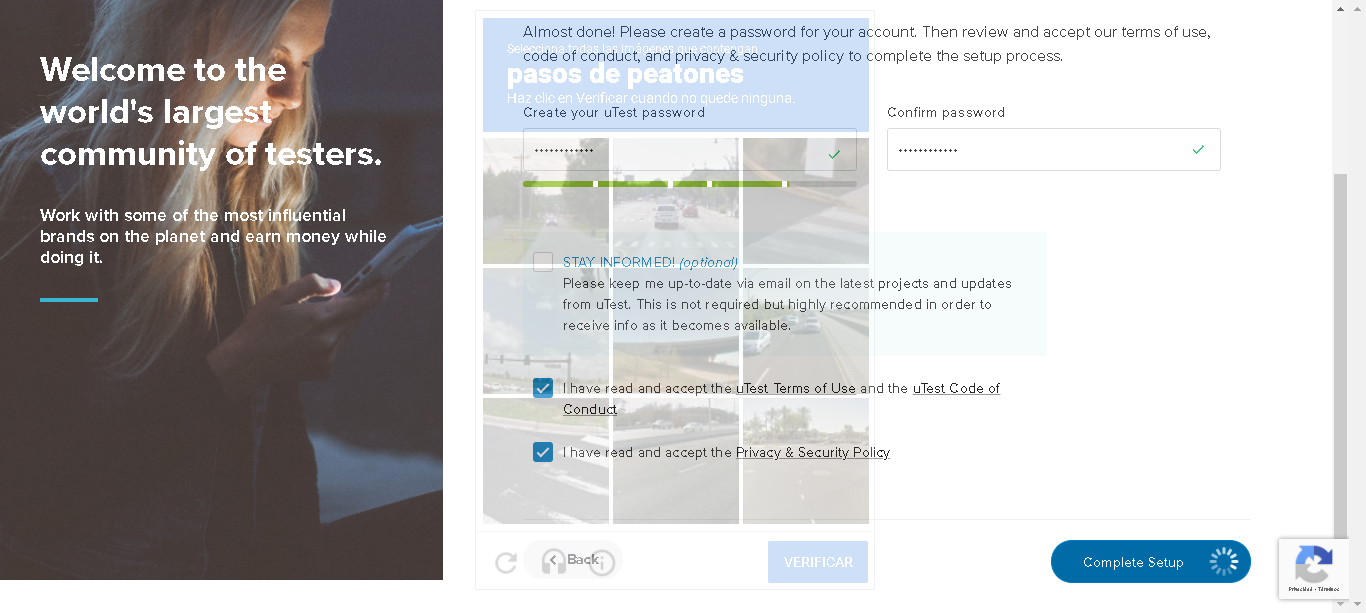 Welcome to the
world's largest
community of testers.
Work with some of the most influential
brands on the planet and earn money while
doing it.
Almost done! Please create a password for your account. Then review and accept our terms of use,
code of conduct, and privacy & security policy to complete the setup process.
Selecciona todas las imágenes que contengan
pasos de peatones
Haz clic en Verificar cuando no quede ninguna.
Create your uTest password
Confirm password
STAY INFORMED! (optional)
Please keep me up-to-date via email on the latest projects and updates
from uTest. This is not required but highly recommended in order to
receive info as it becomes available.
I have read and accept the uTest Terms of Use and the uTest Code of
Conduct
I have read and accept the Privacy & Security Policy
Back
VERIFICAR
Complete Setup
Privacidad - Términos